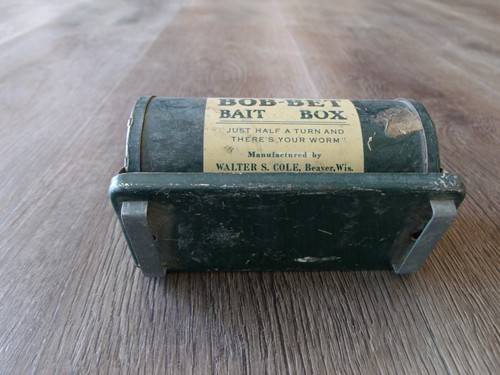 BOB-BET
BAIT BOX
"JUST HALF A TURN AND
THERE'S YOUR WORM"
Manufactured by
WALTER S. COLE, Beaver, Wis.